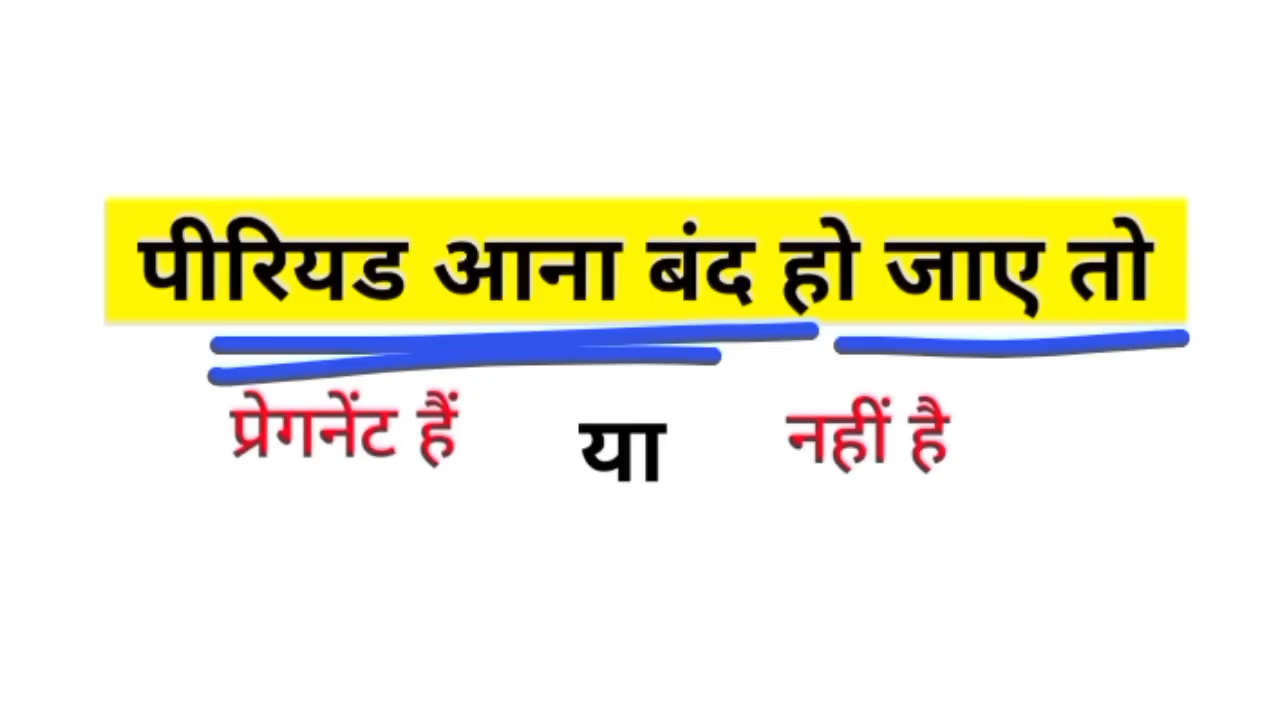 पीरियड आना बंद हो जाए तो
प्रेगनेंट हैं या नहीं है